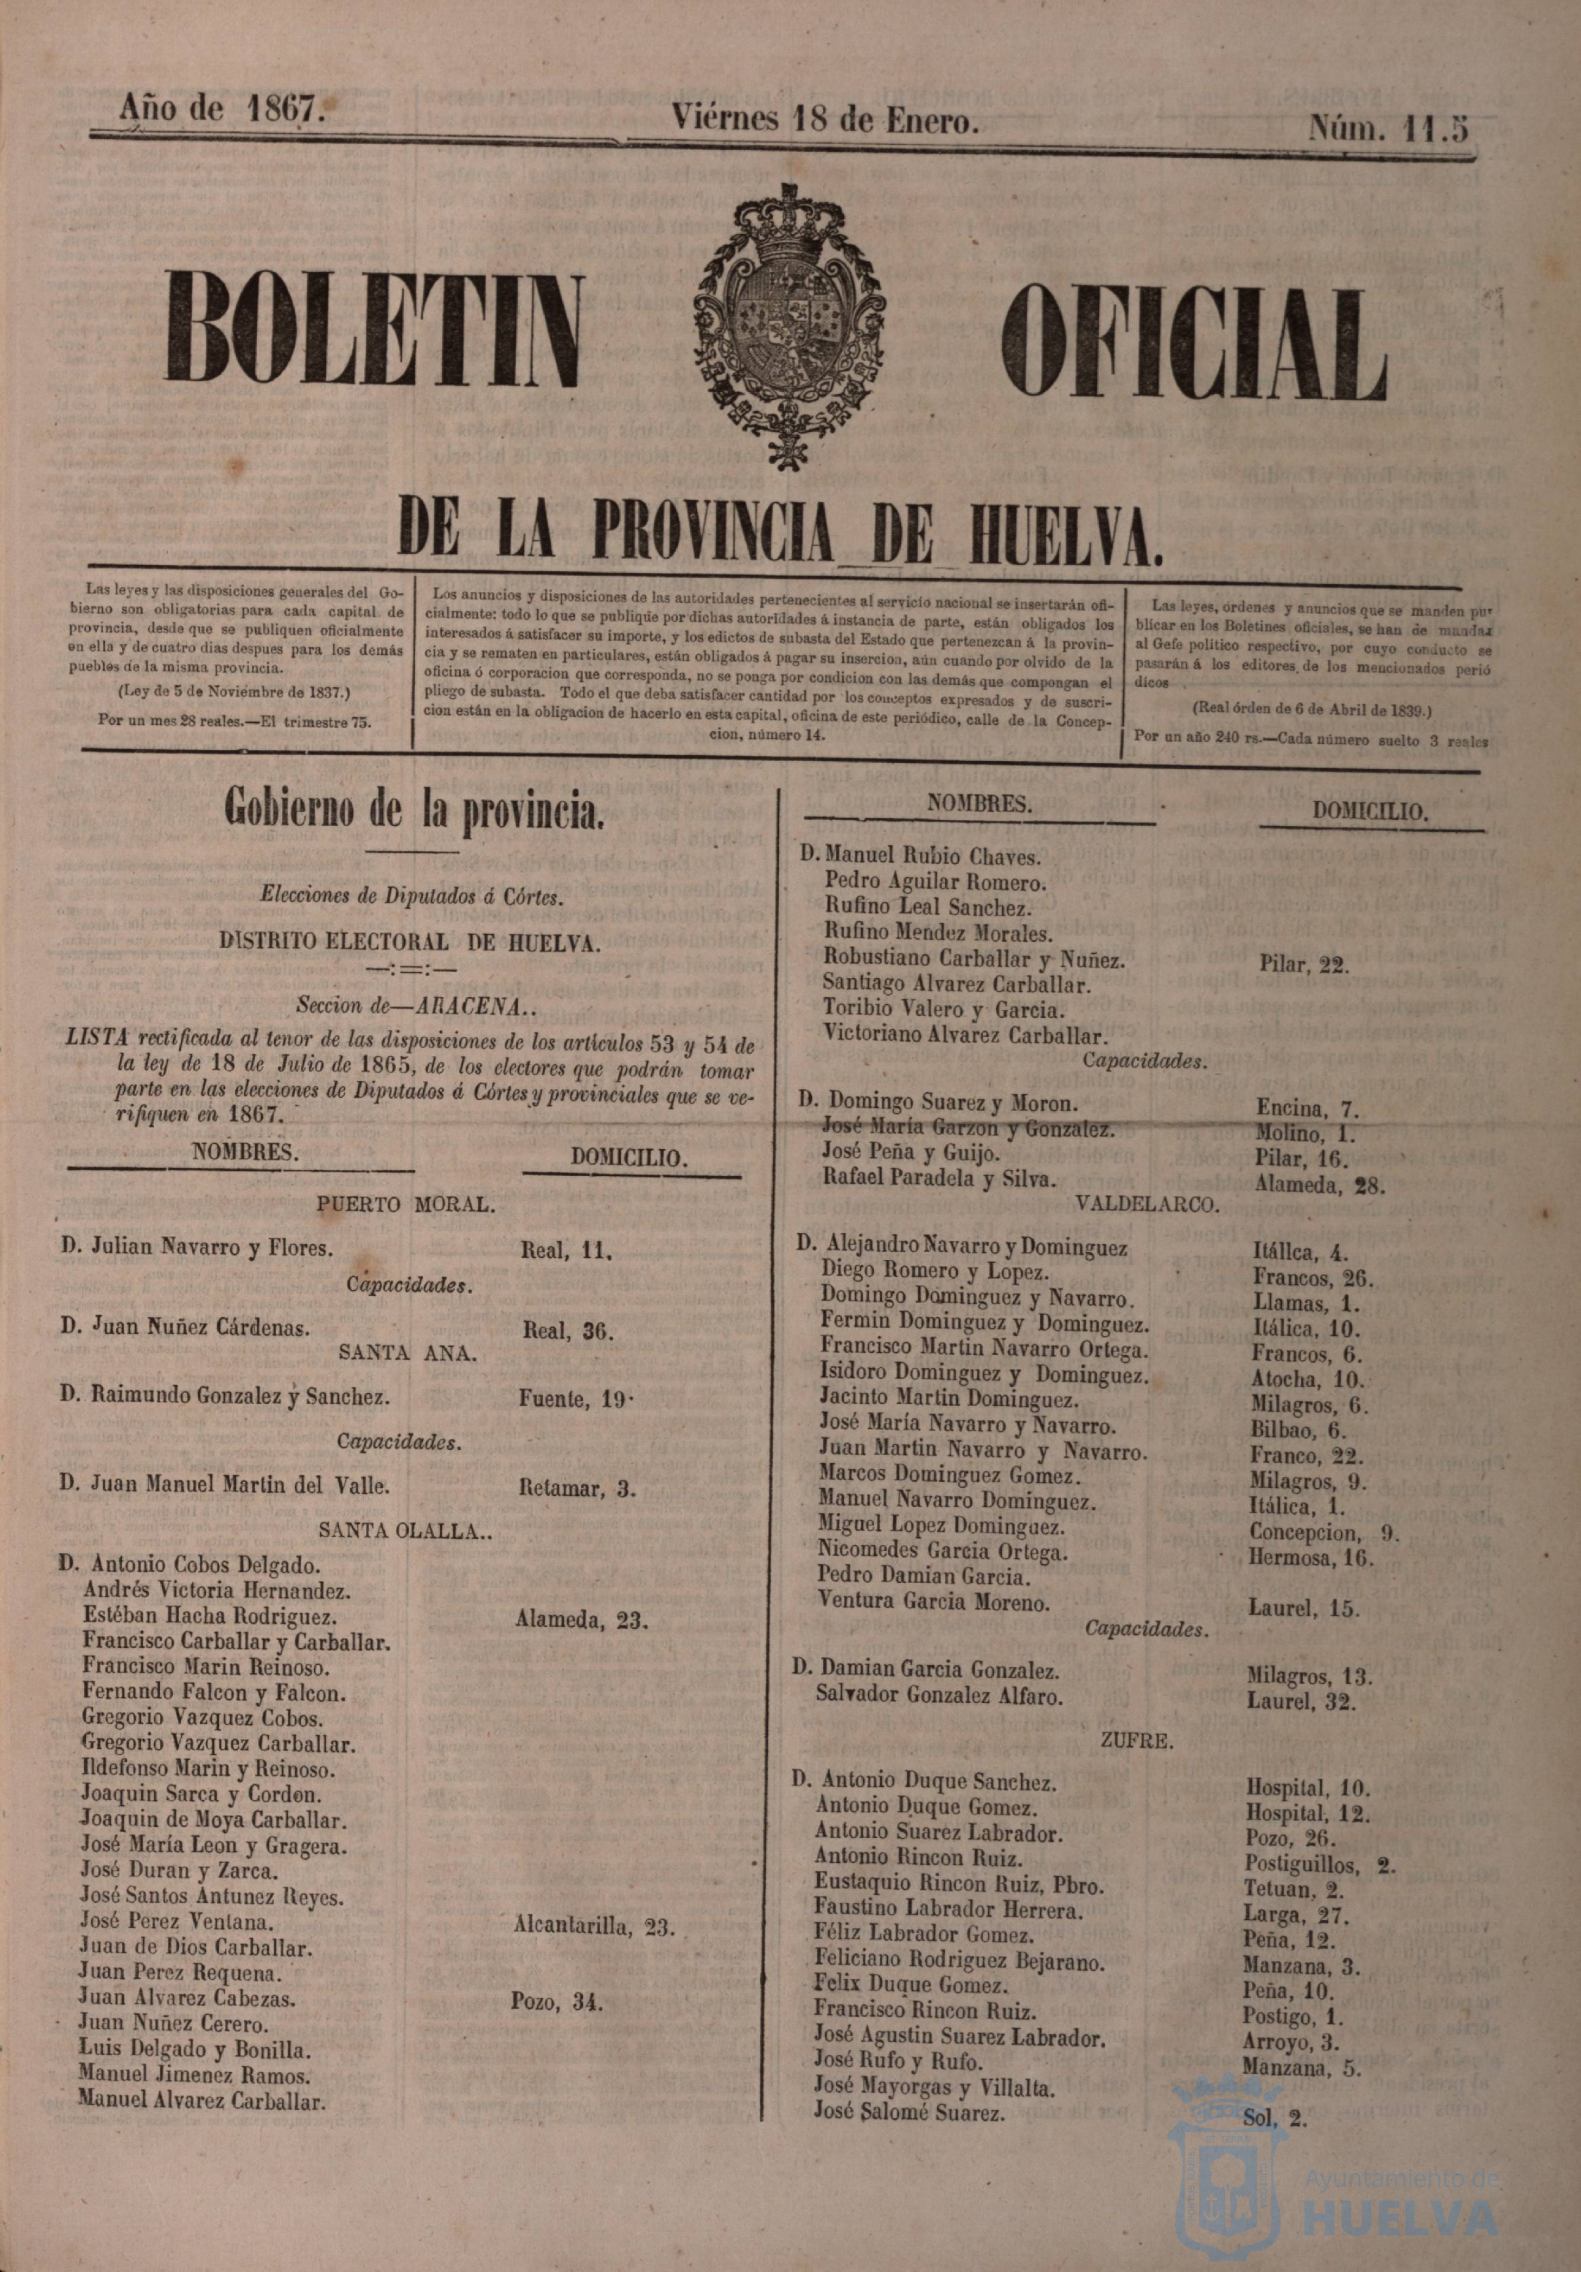 Año de 1867.
Viérnes 18 de Enero.
Núm. 11.5
BOLETIN OFICIAL
DE LA PROVINCIA DE HUELVA.
Las leyes y las disposiciones generales del Go-
bierno son obligatorias para cada capital de
provincia, desde que se publiquen oficialmente
en ella y de cuatro dias despues para los demás
pueblos de la misma provincia.
(Ley de 5 de Noviembre de 1837.)
Por un mes 28 reales.—El trimestre 75.
Los anuncios y disposiciones de las autoridades pertenecientes al servicio nacional se insertarán ofi-
cialmente: todo lo que se publique por dichas autoridades á instancia de parte, están obligados los
interesados á satisfacer su importe, y los edictos de subasta del Estado que pertenezcan á la provin-
cia y se rematen en particulares, están obligados á pagar su insercion, aún cuando por olvido de la
oficina ó corporacion que corresponda, no se ponga por condicion con las demás que compongan el
pliego de subasta. Todo el que deba satisfacer cantidad por los conceptos expresados y de suscri-
cion están en la obligacion de hacerlo en esta capital, oficina de este periódico, calle de la Concep-
cion, número 14.
Las leyes, órdenes y anuncios que se manden pu-
blicar en los Boletines oficiales, se han de mandar
al Gefe político respectivo, por cuyo conducto se
pasarán á los editores de los mencionados perió
dicos
(Real órden de 6 de Abril de 1839.)
Por un año 240 rs.—Cada número suelto 3 reales
Gobierno de la provincia.
Elecciones de Diputados á Córtes.
DISTRITO ELECTORAL DE HUELVA.
Seccion de—ARACENA..
LISTA rectificada al tenor de las disposiciones de los artículos 53 y 54 de
la ley de 18 de Julio de 1865, de los electores que podrán tomar
parte en las elecciones de Diputados á Córtes y provinciales que se ve-
rifiquen en 1867.
NOMBRES. DOMICILIO.
PUERTO MORAL.
D. Julian Navarro y Flores. Real, 11.
Capacidades.
D. Juan Nuñez Cárdenas. Real, 36.
SANTA ANA.
D. Raimundo Gonzalez y Sanchez. Fuente, 19·
Capacidades.
D. Juan Manuel Martin del Valle. Retamar, 3.
SANTA OLALLA..
D. Antonio Cobos Delgado.
Andrés Victoria Hernandez.
Estéban Hacha Rodriguez. Alameda, 23.
Francisco Carballar y Carballar.
Francisco Marin Reinoso.
Fernando Falcon y Falcon.
Gregorio Vazquez Cobos.
Gregorio Vazquez Carballar.
Ildefonso Marin y Reinoso.
Joaquin Sarca y Cordon.
Joaquin de Moya Carballar.
José María Leon y Gragera.
José Duran y Zarca.
José Santos Antunez Reyes.
José Perez Ventana. Alcantarilla, 23.
Juan de Dios Carballar.
Juan Perez Requena.
Juan Alvarez Cabezas. Pozo, 34.
Juan Nuñez Cerero.
Luis Delgado y Bonilla.
Manuel Jimenez Ramos.
Manuel Alvarez Carballar.
NOMBRES. DOMICILIO.
D. Manuel Rubio Chaves.
Pedro Aguilar Romero.
Rufino Leal Sanchez.
Rufino Mendez Morales.
Robustiano Carballar y Nuñez. Pilar, 22.
Santiago Alvarez Carballar.
Toribio Valero y Garcia.
Victoriano Alvarez Carballar.
Capacidades.
D. Domingo Suarez y Moron. Encina, 7.
José María Garzon y Gonzalez. Molino, 1.
José Peña y Guijo. Pilar, 16.
Rafael Paradela y Silva. Alameda, 28.
VALDELARCO.
D. Alejandro Navarro y Dominguez Itállca, 4.
Diego Romero y Lopez. Francos, 26.
Domingo Dominguez y Navarro. Llamas, 1.
Fermin Dominguez y Dominguez. Itálica, 10.
Francisco Martin Navarro Ortega. Francos, 6.
Isidoro Dominguez y Dominguez. Atocha, 10.
Jacinto Martin Dominguez. Milagros, 6.
José María Navarro y Navarro. Bilbao, 6.
Juan Martin Navarro y Navarro. Franco, 22.
Marcos Dominguez Gomez. Milagros, 9.
Manuel Navarro Dominguez. Itálica, 1.
Miguel Lopez Dominguez. Concepcion, 9.
Nicomedes Garcia Ortega. Hermosa, 16.
Pedro Damian Garcia.
Ventura Garcia Moreno. Laurel, 15.
Capacidades.
D. Damian Garcia Gonzalez. Milagros, 13.
Salvador Gonzalez Alfaro. Laurel, 32.
ZUFRE.
D. Antonio Duque Sanchez. Hospital, 10.
Antonio Duque Gomez. Hospital, 12.
Antonio Suarez Labrador. Pozo, 26.
Antonio Rincon Ruiz. Postiguillos, 2.
Eustaquio Rincon Ruiz, Pbro. Tetuan, 2.
Faustino Labrador Herrera. Larga, 27.
Féliz Labrador Gomez. Peña, 12.
Feliciano Rodriguez Bejarano. Manzana, 3.
Felix Duque Gomez. Peña, 10.
Francisco Rincon Ruiz. Postigo, 1.
José Agustin Suarez Labrador. Arroyo, 3.
José Rufo y Rufo. Manzana, 5.
José Mayorgas y Villalta.
José Salomé Suarez. Sol, 2.
Ayuntamiento de
HUELVA